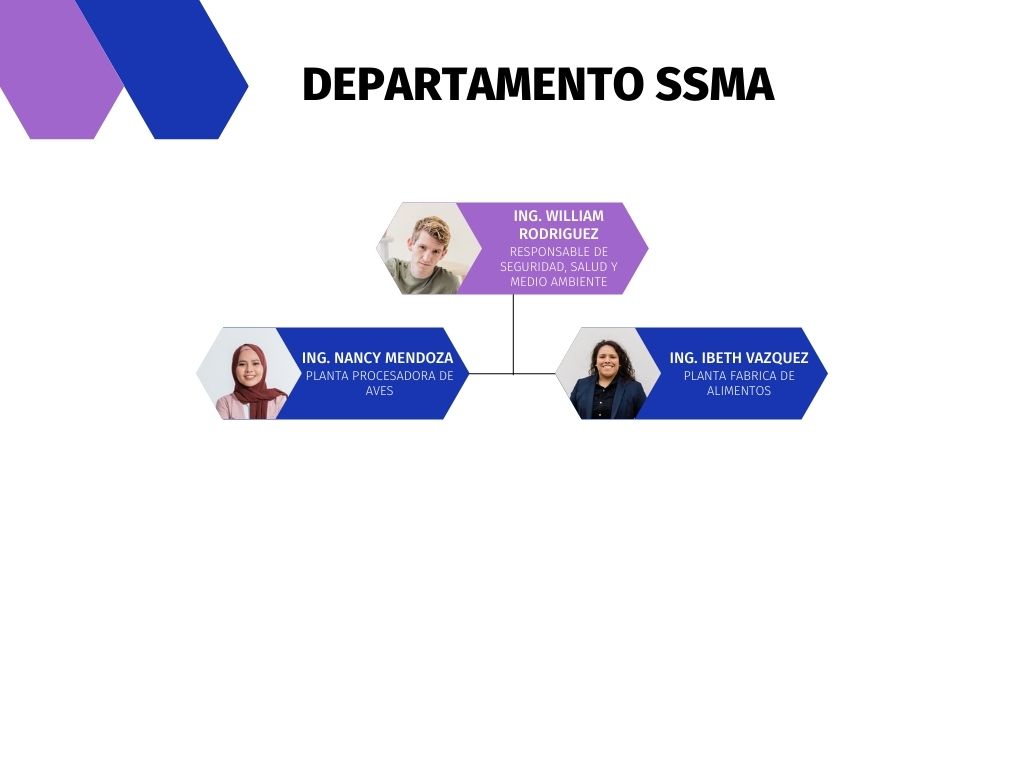 DEPARTAMENTO SSMA
ING. WILLIAM
RODRIGUEZ
RESPONSABLE DE
SEGURIDAD, SALUD Y
MEDIO AMBIENTE
ING. NANCY MENDOZA
PLANTA PROCESADORA DE
AVES
ING. IBETH VAZQUEZ
PLANTA FABRICA DE
ALIMENTOS